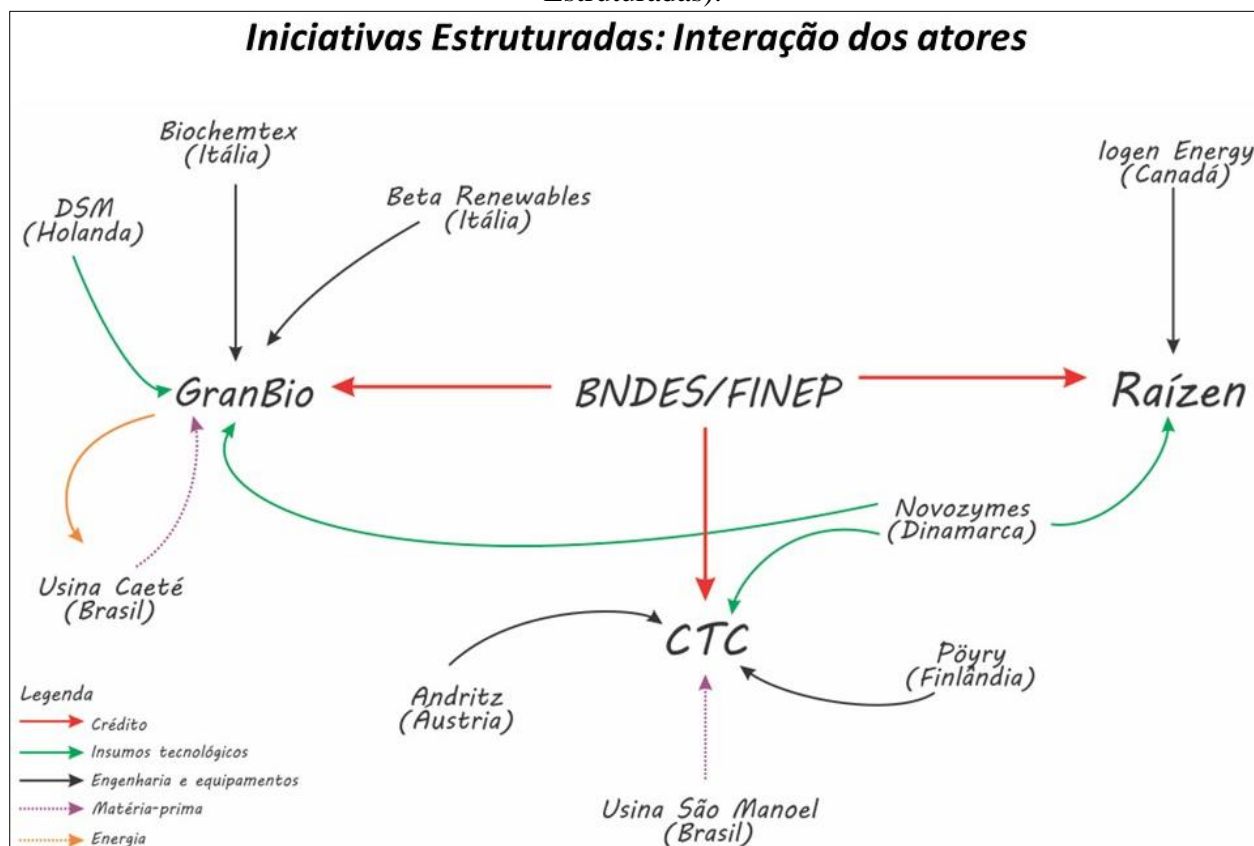 Estruturadas).
Iniciativas Estruturadas: Interação dos atores
Biochemtex
(Itália)
Iogen Energy
(Canadá)
Beta Renewables
(Itália)
DSM
(Holanda)
GranBio
BNDES/FINEP
Raízen
Novozymes
(Dinamarca)
Usina Caeté
(Brasil)
CTC
Pöyry
(Finlândia)
Andritz
(Áustria)
Usina São Manoel
(Brasil)
Legenda
Crédito
Insumos tecnológicos
Engenharia e equipamentos
Matéria-prima
Energia